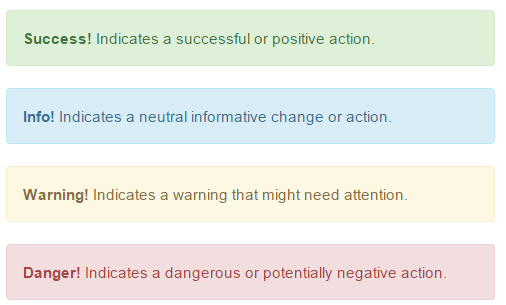 Success! Indicates a successful or positive action.
Info! Indicates a neutral informative change or action.
Warning! Indicates a warning that might need attention.
Danger! Indicates a dangerous or potentially negative action.